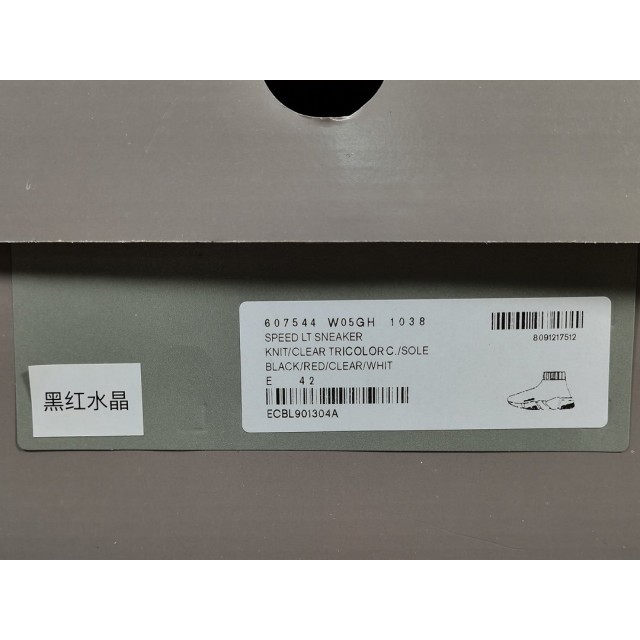 607544 W05GH 1038
SPEED LT SNEAKER
KNIT/CLEAR TRICOLOR C./SOLE
BLACK/RED/CLEAR/WHIT
E 42
ECBL901304A
8091217512
黑红水晶